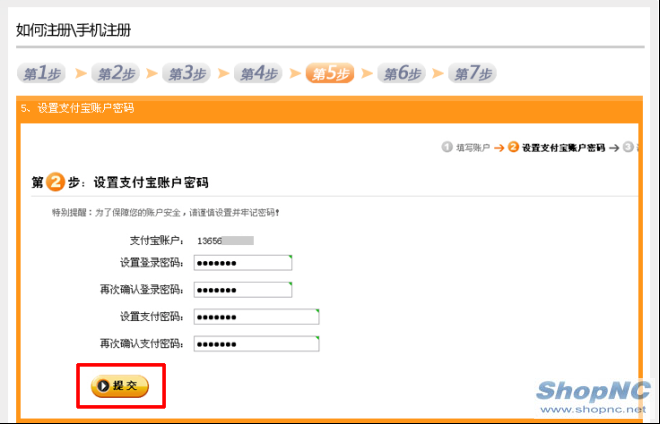 如何注册\手机注册
第1步 第2步 第3步 第4步 第5步 第6步 第7步
5、设置支付宝账户密码
1 填写账户 2 设置支付宝账户密码 3
第2步：设置支付宝账户密码
特别提醒：为了保障您的账户安全，请谨值设置并牢记密码！
支付宝账户： 13656
设置登录密码：
再次确认登录密码：
设置支付密码：
再次确认支付密码：
提交
ShopNC
www.shopnc.net